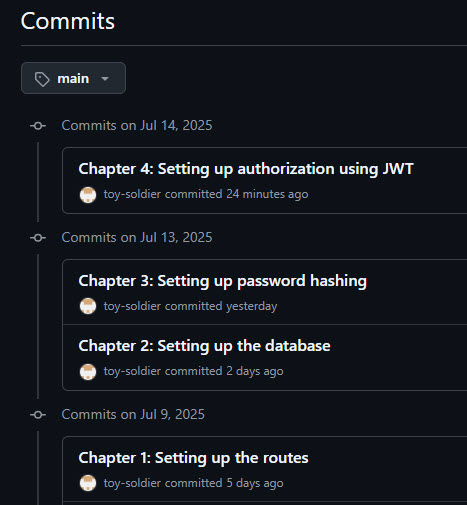 Commits
main
Commits on Jul 14, 2025
Chapter 4: Setting up authorization using JWT
toy-soldier committed 24 minutes ago
Commits on Jul 13, 2025
Chapter 3: Setting up password hashing
toy-soldier committed yesterday
Chapter 2: Setting up the database
toy-soldier committed 2 days ago
Commits on Jul 9, 2025
Chapter 1: Setting up the routes
toy-soldier committed 5 days ago